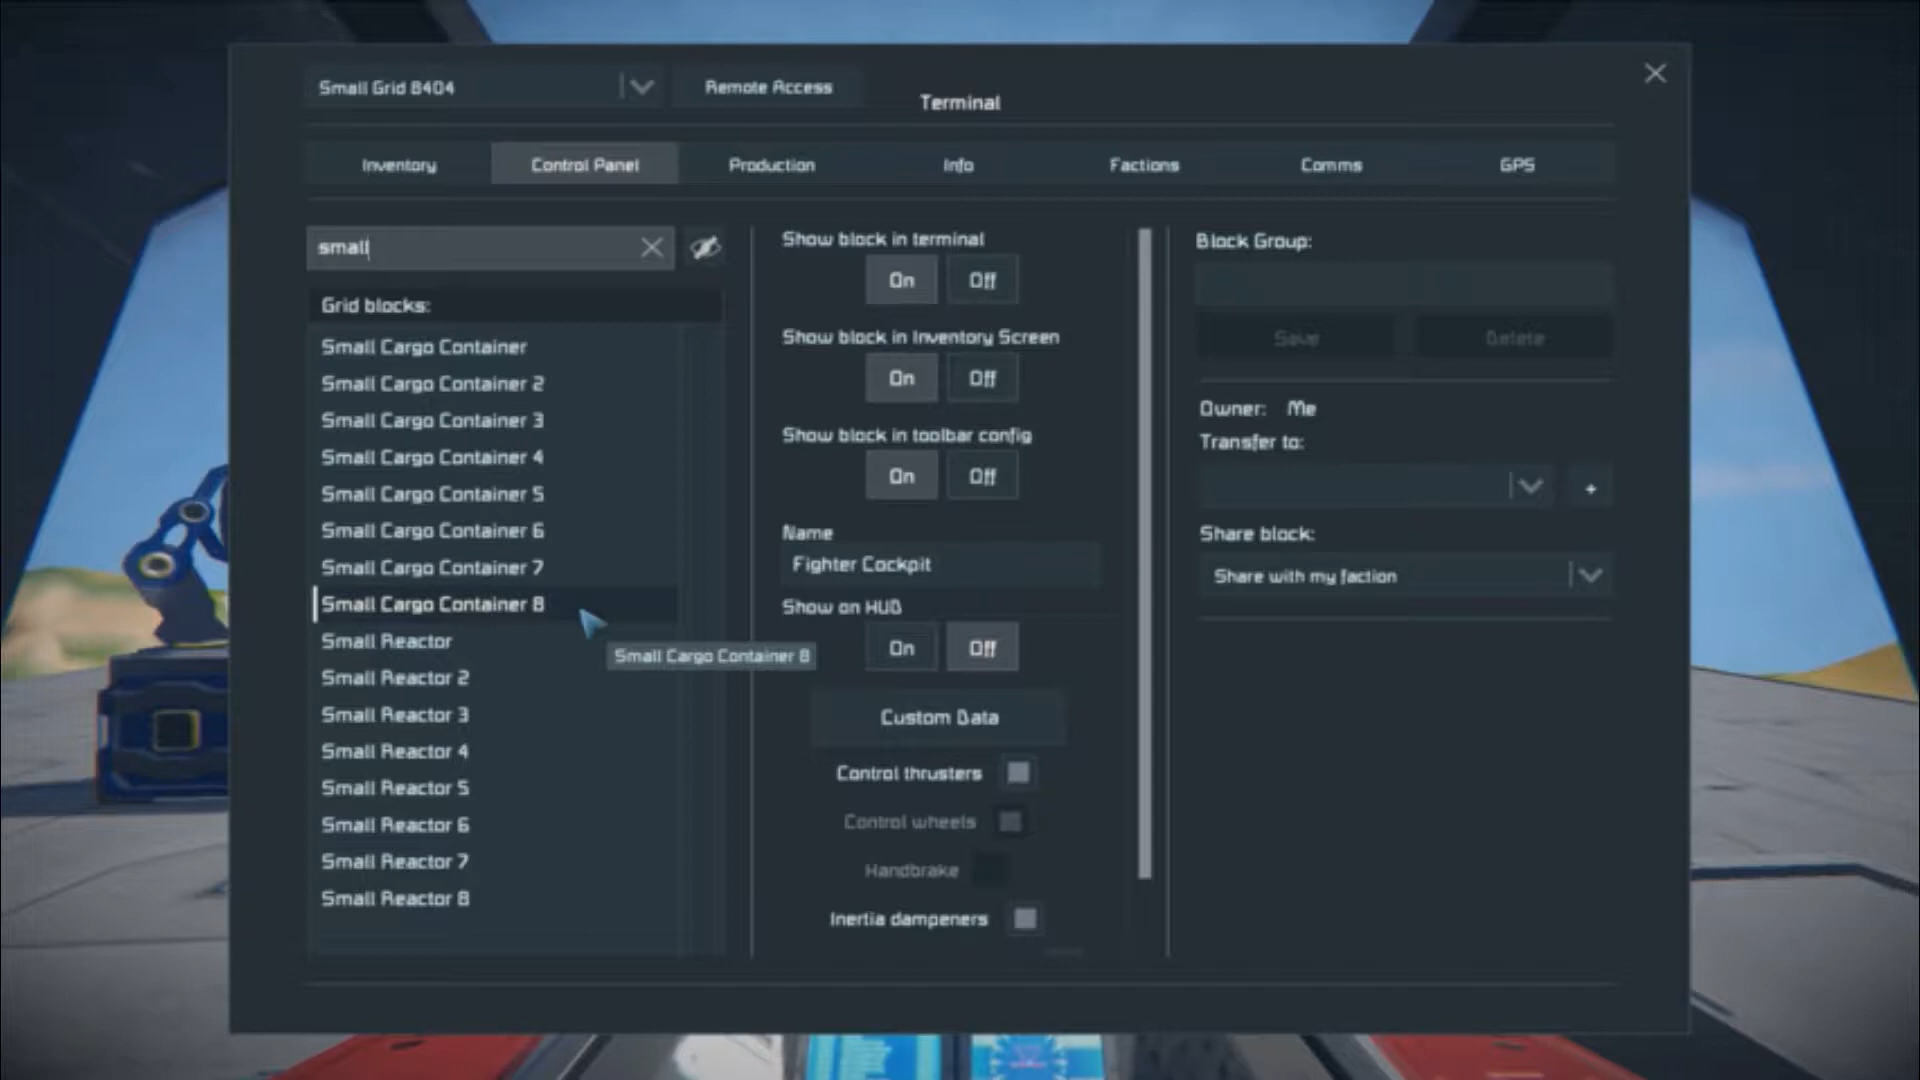 Small Grid 8404
Remote Access
Terminal
Inventory
Control Panel
Production
Info
Factions
Comms
GPS
small
Grid blocks:
Small Cargo Container
Small Cargo Container 2
Small Cargo Container 3
Small Cargo Container 4
Small Cargo Container 5
Small Cargo Container 6
Small Cargo Container 7
Small Cargo Container 8
Small Reactor
Small Reactor 2
Small Reactor 3
Small Reactor 4
Small Reactor 5
Small Reactor 6
Small Reactor 7
Small Reactor 8
Small Cargo Container 8
Show block in terminal
On Off
Show block in Inventory Screen
On Off
Show block in toolbar config
On Off
Name
Fighter Cockpit
Show on HUD
On Off
Custom Data
Control thrusters
Control wheels
Handbrake
Inertia dampeners
Block Group:
Save Delete
Owner: Me
Transfer to:
+
Share block:
Share with my faction